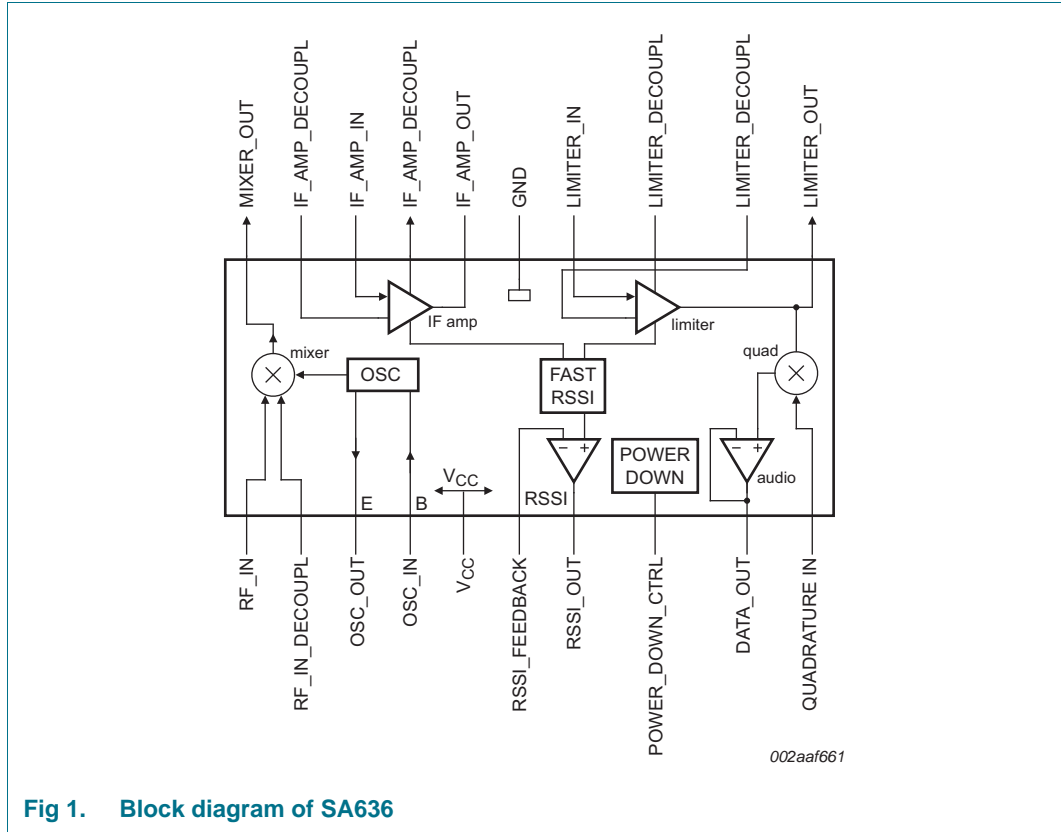 MIXER_OUT
IF_AMP_DECOUPL
IF_AMP_IN
IF_AMP_DECOUPL
IF_AMP_OUT
GND
LIMITER_IN
LIMITER_DECOUPL
LIMITER_DECOUPL
LIMITER_OUT
IF amp
limiter
mixer
quad
OSC
FAST
RSSI
− +
− +
POWER
DOWN
audio
VCC
RSSI
E
B
RF_IN
RF_IN_DECOUPL
OSC_OUT
OSC_IN
VCC
RSSI_FEEDBACK
RSSI_OUT
POWER_DOWN_CTRL
DATA_OUT
QUADRATURE IN
002aaf661
Fig 1. Block diagram of SA636